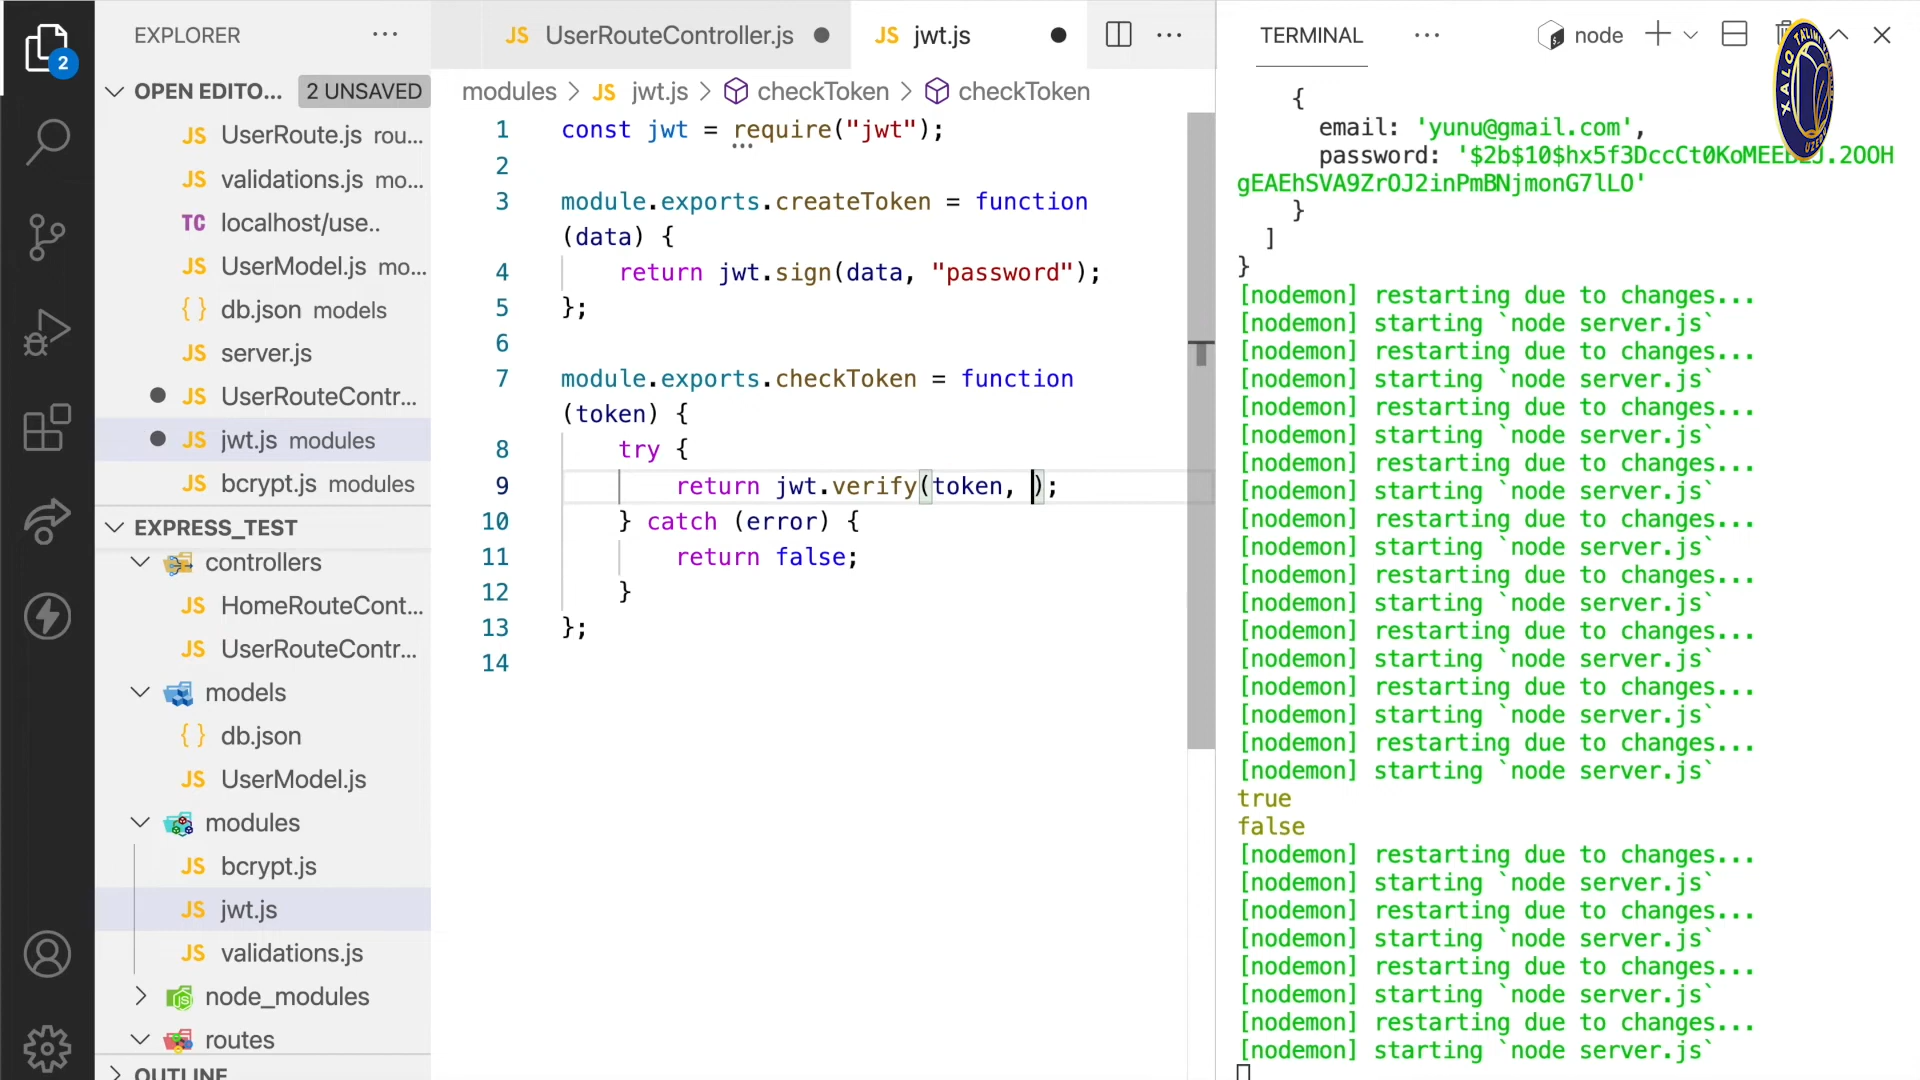 EXPLORER
2
OPEN EDITO... 2 UNSAVED
JS UserRoute.js rou...
JS validations.js mo...
TC localhost/use..
JS UserModel.js mo...
{ } db.json models
JS server.js
JS UserRouteContr...
JS jwt.js modules
JS bcrypt.js modules
EXPRESS_TEST
controllers
JS HomeRouteCont...
JS UserRouteContr...
models
{ } db.json
JS UserModel.js
modules
JS bcrypt.js
JS jwt.js
JS validations.js
node_modules
routes
OUTLINE
JS UserRouteController.js
JS jwt.js
modules > JS jwt.js > checkToken > checkToken
1 const jwt = require("jwt");
2
3 module.exports.createToken = function
(data) {
4 return jwt.sign(data, "password");
5 };
6
7 module.exports.checkToken = function
(token) {
8 try {
9 return jwt.verify(token, );
10 } catch (error) {
11 return false;
12 }
13 };
14
TERMINAL
node
{
email: 'yunu@gmail.com',
gEAEhSVA9ZrOJ2inPmBNjmonG7lLO'
password:
}
]
}
[nodemon] restarting due to changes...
[nodemon] starting `node server.js`
[nodemon] restarting due to changes...
[nodemon] starting `node server.js`
[nodemon] restarting due to changes...
[nodemon] starting `node server.js`
[nodemon] restarting due to changes...
[nodemon] starting `node server.js`
[nodemon] restarting due to changes...
[nodemon] starting `node server.js`
[nodemon] restarting due to changes...
[nodemon] starting `node server.js`
[nodemon] restarting due to changes...
[nodemon] starting `node server.js`
[nodemon] restarting due to changes...
[nodemon] starting `node server.js`
[nodemon] restarting due to changes...
[nodemon] starting `node server.js`
true
false
[nodemon] restarting due to changes...
[nodemon] starting `node server.js`
[nodemon] restarting due to changes...
[nodemon] starting `node server.js`
[nodemon] restarting due to changes...
[nodemon] starting `node server.js`
[nodemon] restarting due to changes...
[nodemon] starting `node server.js`